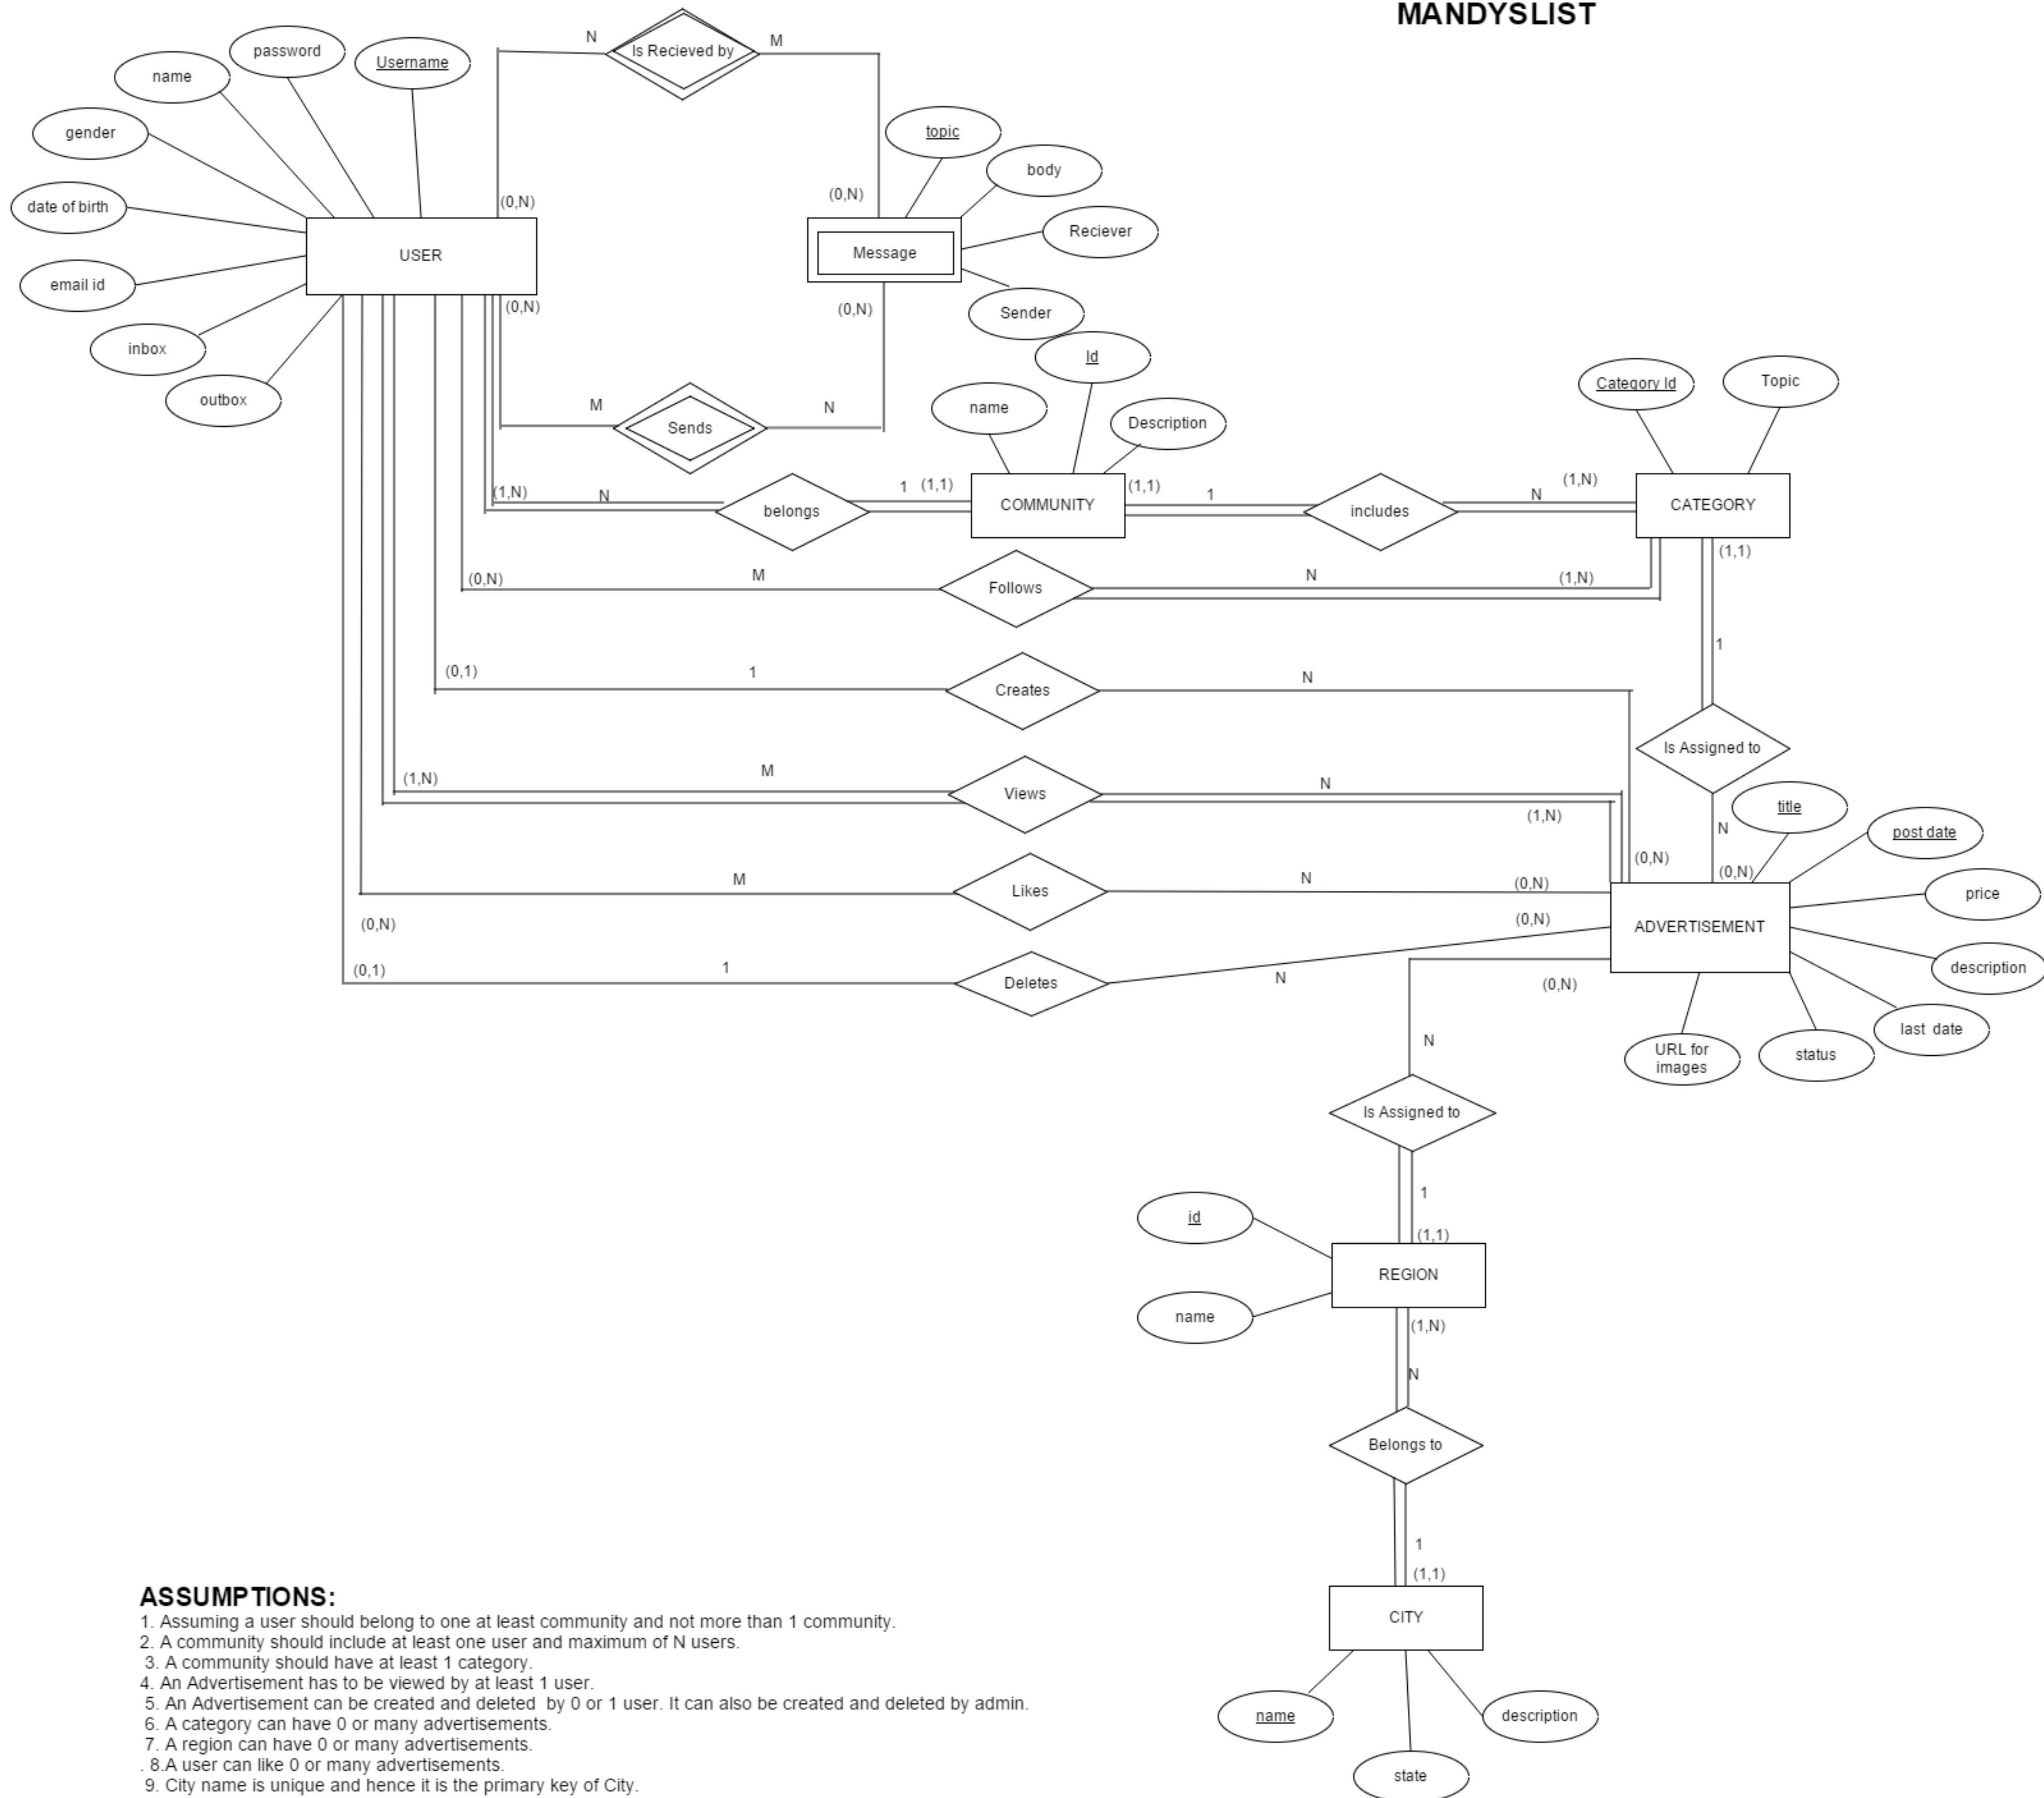 MANDYSLIST
N
Is Recieved by
M
password
Username
name
gender
date of birth
email id
inbox
outbox
USER
(0,N)
(0,N)
topic
body
Reciever
Sender
Message
(0,N)
(0,N)
M
Sends
N
Id
name
Description
COMMUNITY
Category Id
Topic
CATEGORY
(1,N)
N
belongs
1
(1,1)
(1,1)
1
includes
N
(1,N)
(0,N)
M
Follows
N
(1,N)
(1,1)
1
Is Assigned to
N
(0,N)
(0,1)
1
Creates
N
(0,N)
(1,N)
M
Views
N
(1,N)
M
Likes
N
(0,N)
(0,N)
(0,1)
1
Deletes
N
(0,N)
title
post date
price
description
last date
status
URL for
images
ADVERTISEMENT
(0,N)
N
Is Assigned to
1
(1,1)
id
name
REGION
(1,N)
N
Belongs to
1
(1,1)
CITY
name
state
description
ASSUMPTIONS:
1. Assuming a user should belong to one at least community and not more than 1 community.
2. A community should include at least one user and maximum of N users.
3. A community should have at least 1 category.
4. An Advertisement has to be viewed by at least 1 user.
5. An Advertisement can be created and deleted by 0 or 1 user. It can also be created and deleted by admin.
6. A category can have 0 or many advertisements.
7. A region can have 0 or many advertisements.
. 8.A user can like 0 or many advertisements.
9. City name is unique and hence it is the primary key of City.